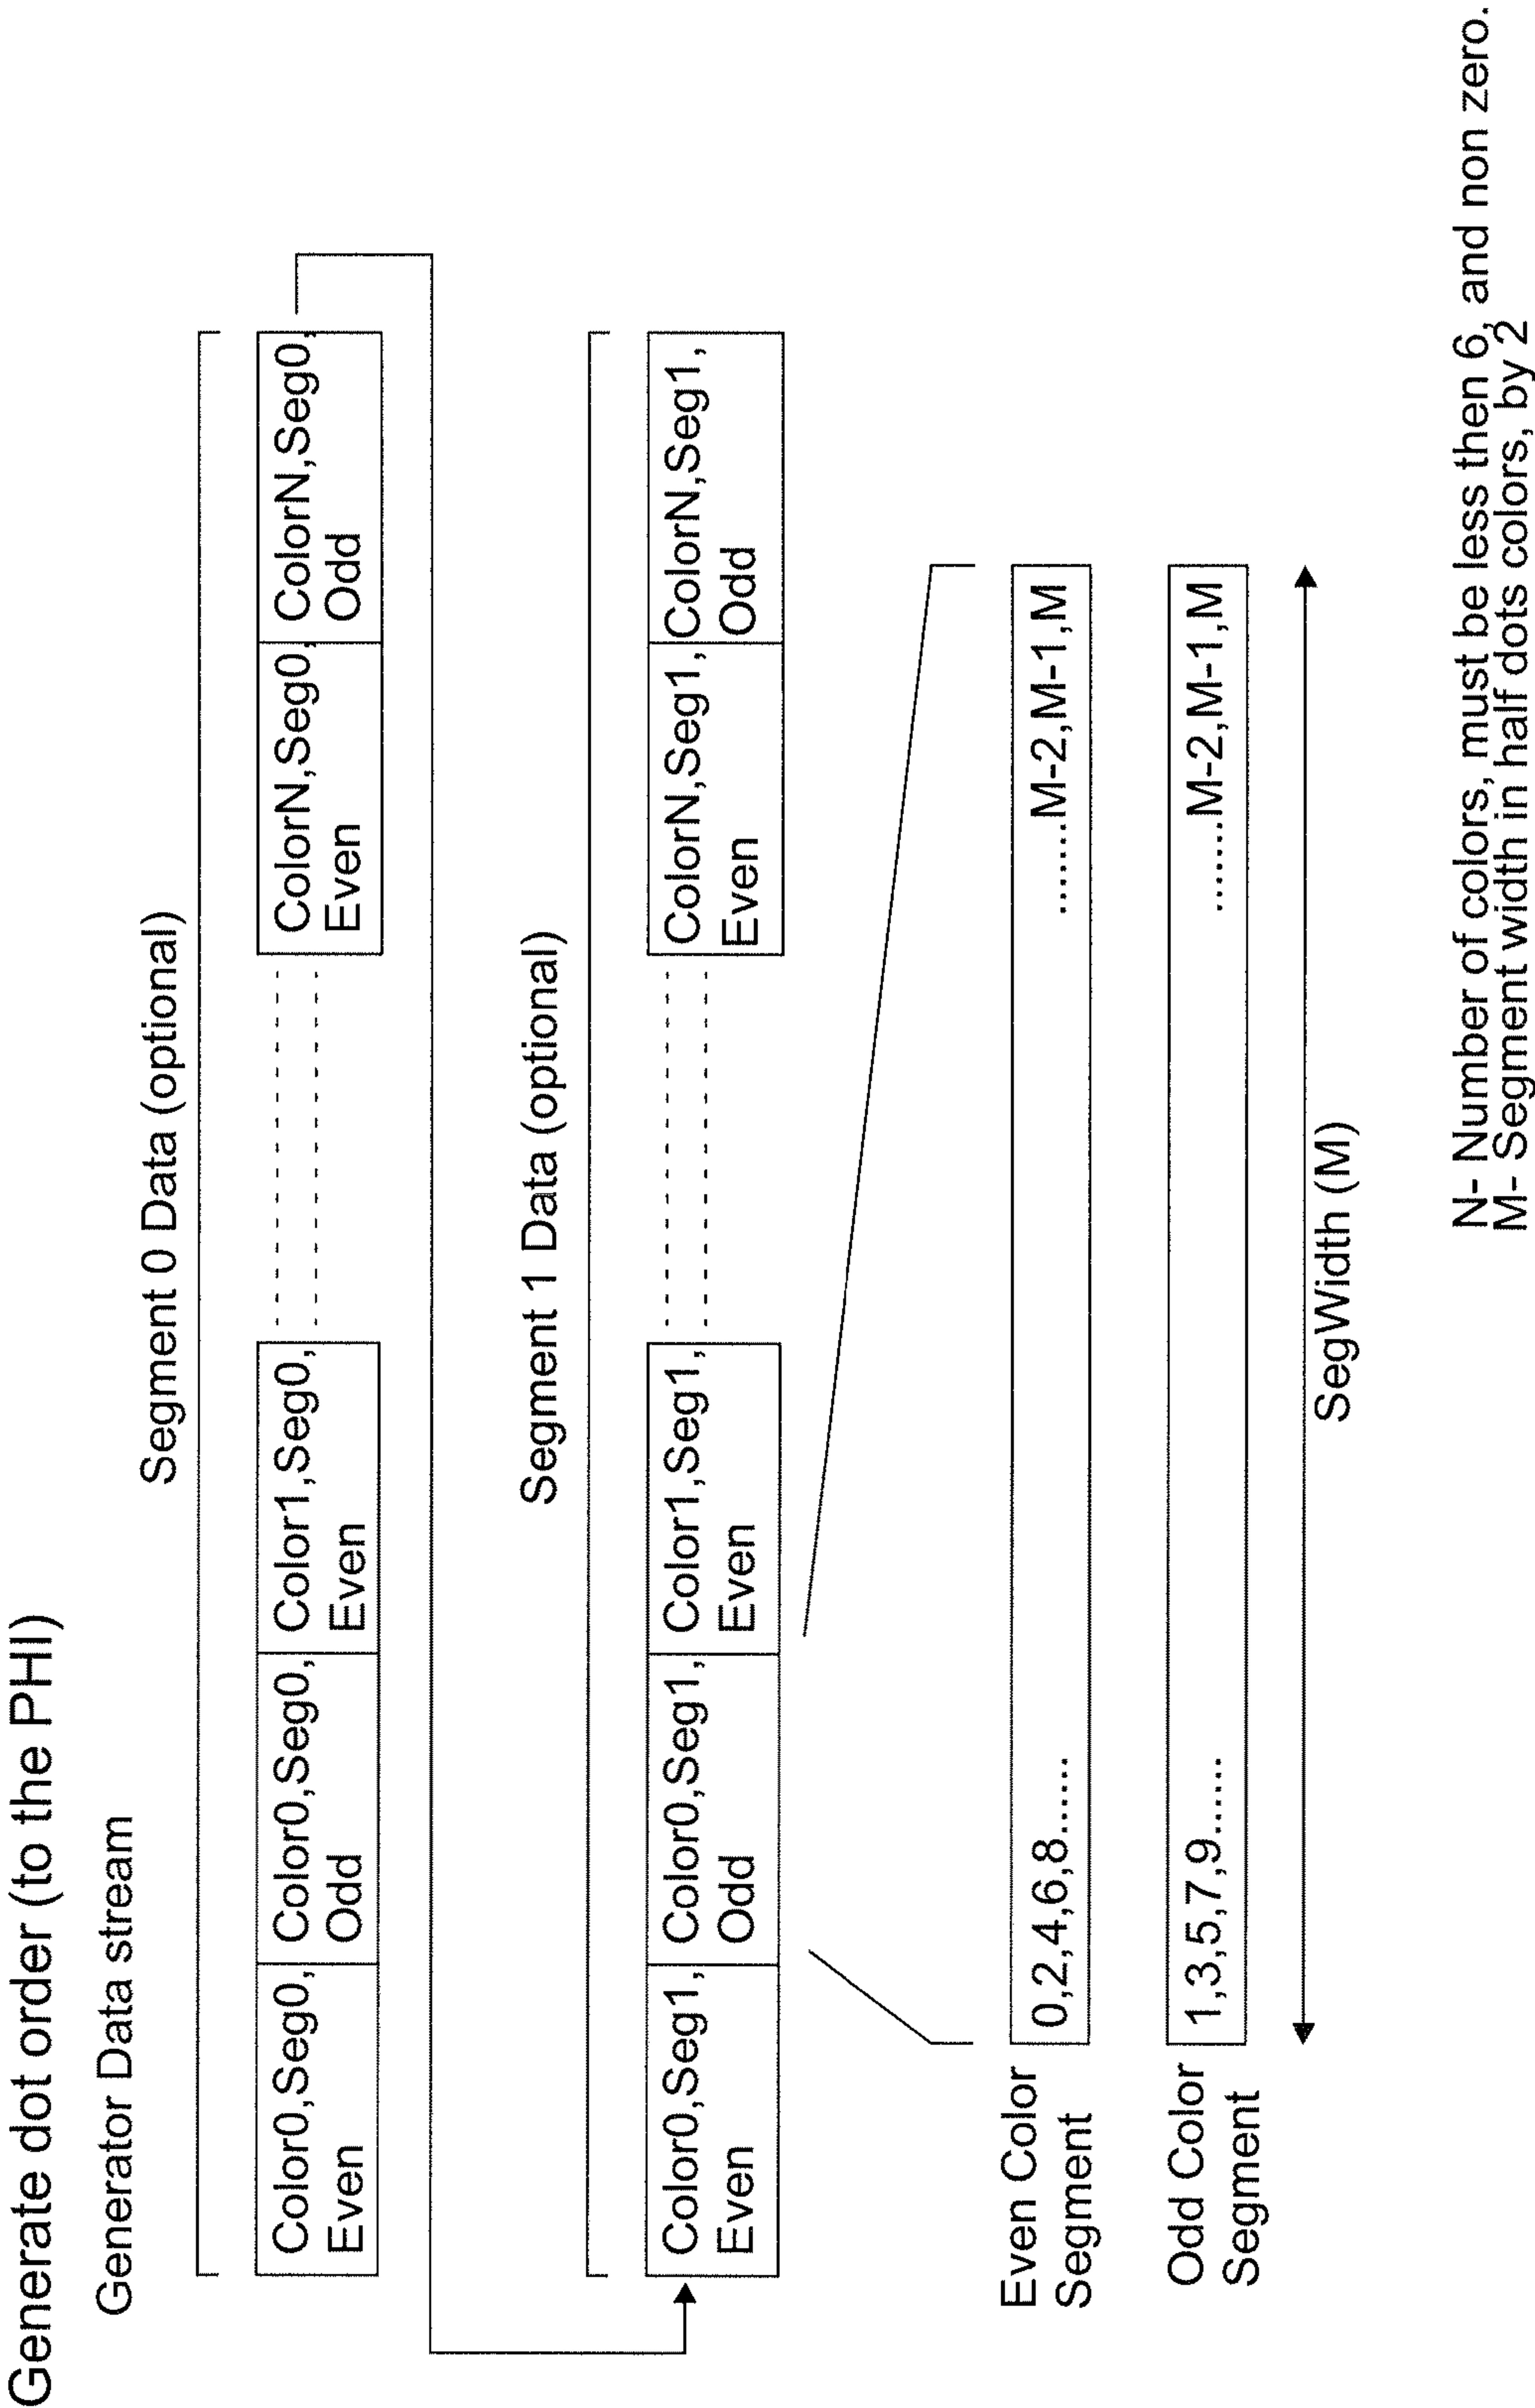 Generate dot order (to the PHI)
Generator Data stream
Segment 0 Data (optional)
Color0,Seg0,
Even
Color0,Seg0,
Odd
Color1,Seg0,
Even
ColorN,Seg0,
Even
ColorN,Seg0,
Odd
Segment 1 Data (optional)
Color0,Seg1,
Even
Color0,Seg1,
Odd
Color1,Seg1,
Even
ColorN,Seg1,
Even
ColorN,Seg1,
Odd
Even Color
Segment
0,2,4,6,8......
.......M-2,M-1,M
Odd Color
Segment
1,3,5,7,9......
.......M-2,M-1,M
SegWidth (M)
N- Number of colors, must be less then 6, and non zero.
M- Segment width in half dots colors, by 2